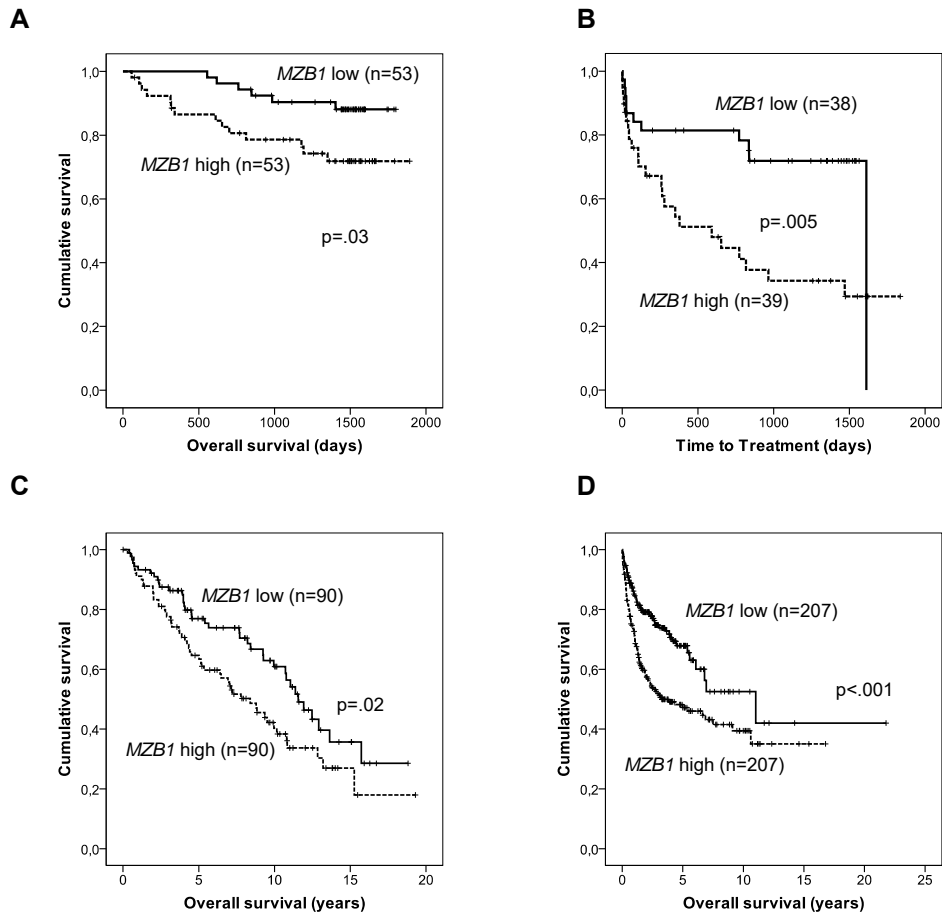 A
Cumulative survival
1,0
0,8
0,6
0,4
0,2
0,0
MZB1 low (n=53)
MZB1 high (n=53)
p=.03
0 500 1000 1500 2000
Overall survival (days)
B
1,0
0,8
0,6
0,4
0,2
0,0
MZB1 low (n=38)
p=.005
MZB1 high (n=39)
0 500 1000 1500 2000
Time to Treatment (days)
C
Cumulative survival
1,0
0,8
0,6
0,4
0,2
0,0
MZB1 low (n=90)
p=.02
MZB1 high (n=90)
0 5 10 15 20
Overall survival (years)
D
Cumulative survival
1,0
0,8
0,6
0,4
0,2
0,0
MZB1 low (n=207)
p<.001
MZB1 high (n=207)
0 5 10 15 20 25
Overall survival (years)